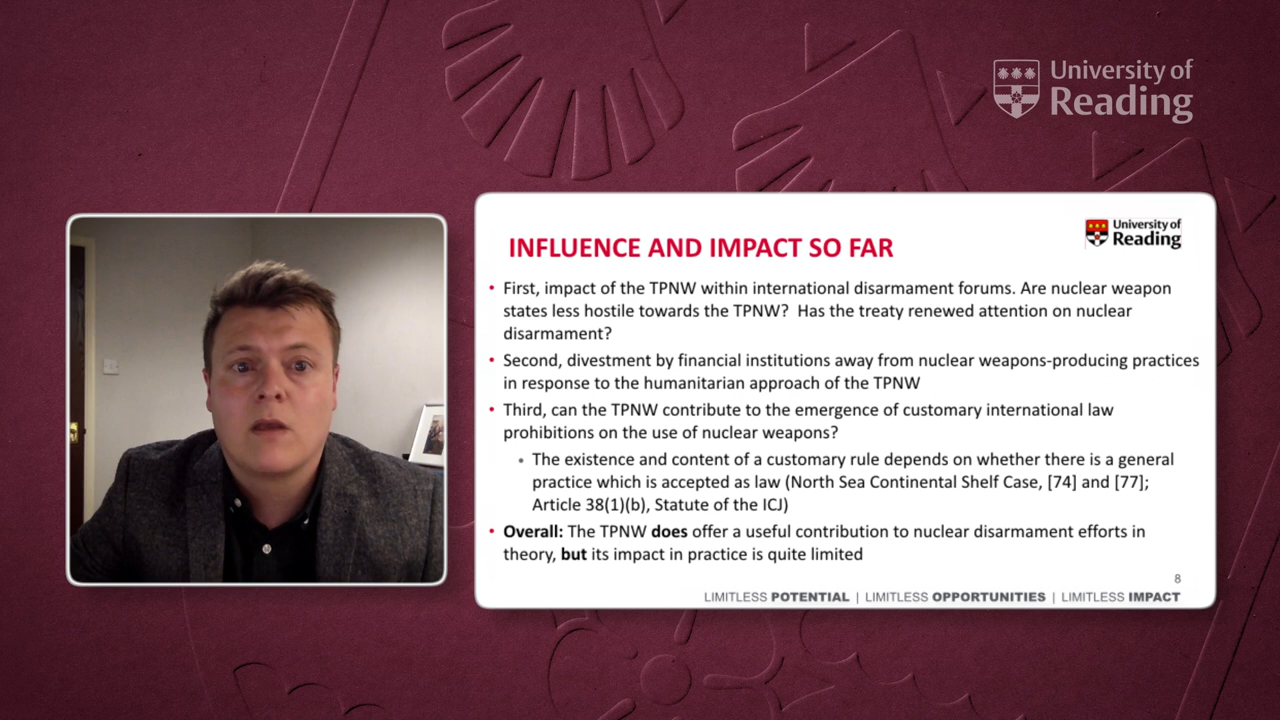 University of
Reading
University of
Reading
INFLUENCE AND IMPACT SO FAR
• First, impact of the TPNW within international disarmament forums. Are nuclear weapon
states less hostile towards the TPNW? Has the treaty renewed attention on nuclear
disarmament?
• Second, divestment by financial institutions away from nuclear weapons-producing practices
in response to the humanitarian approach of the TPNW
• Third, can the TPNW contribute to the emergence of customary international law
prohibitions on the use of nuclear weapons?
• The existence and content of a customary rule depends on whether there is a general
practice which is accepted as law (North Sea Continental Shelf Case, [74] and [77];
Article 38(1)(b), Statute of the ICJ)
• Overall: The TPNW does offer a useful contribution to nuclear disarmament efforts in
theory, but its impact in practice is quite limited
8
LIMITLESS POTENTIAL | LIMITLESS OPPORTUNITIES | LIMITLESS IMPACT